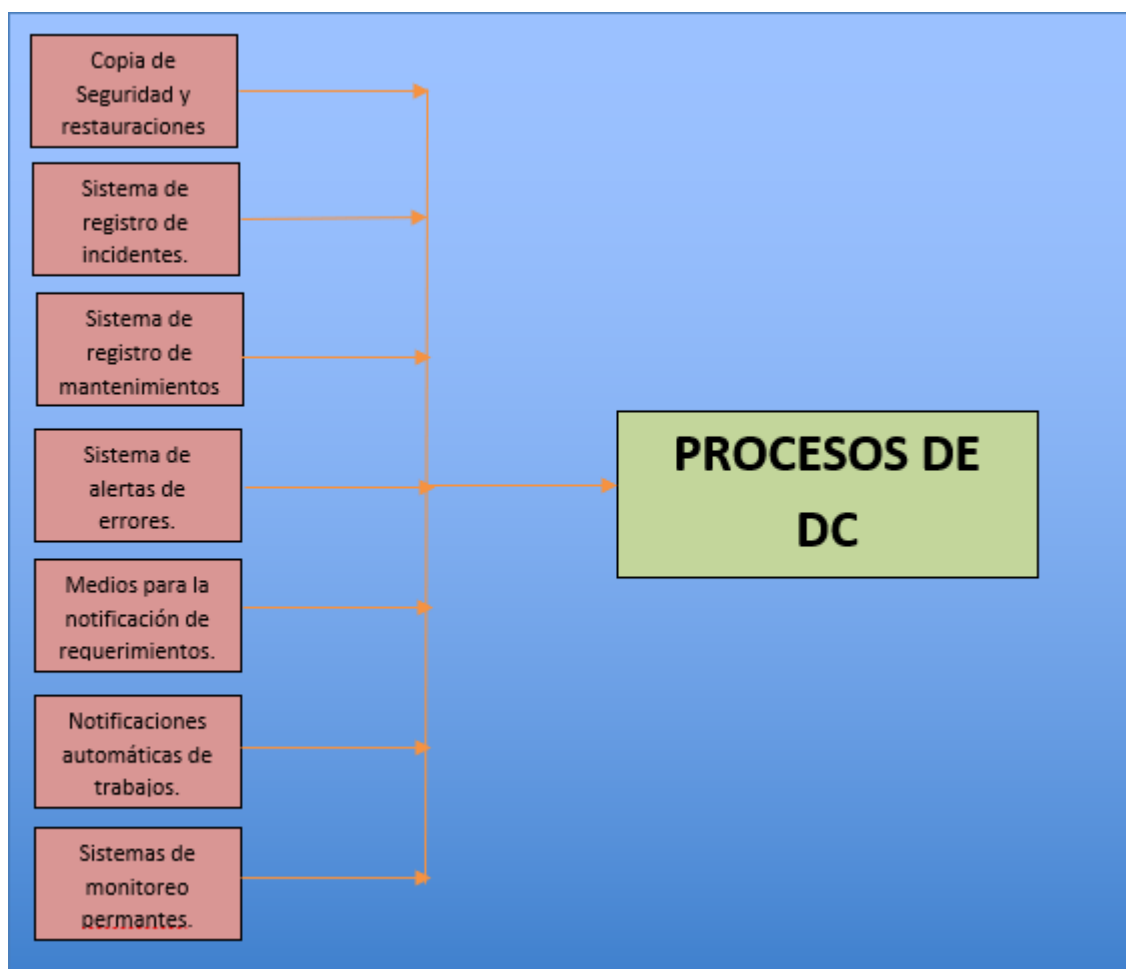 Copia de
Seguridad y
restauraciones
Sistema de
registro de
incidentes.
Sistema de
registro de
mantenimientos
Sistema de
alertas de
errores.
Medios para la
notificación de
requerimientos.
Notificaciones
automáticas de
trabajos.
Sistemas de
monitoreo
permantes.
PROCESOS DE
DC